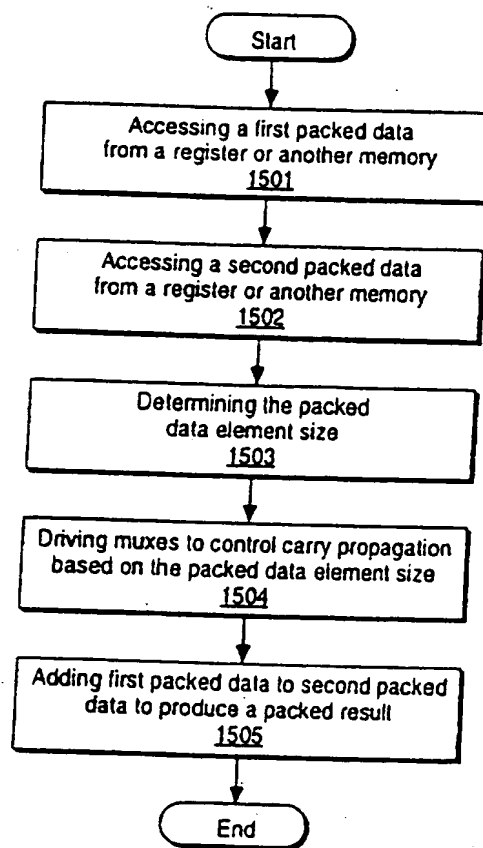 Start
Accessing a first packed data
from a register or another memory
1501
Accessing a second packed data
from a register or another memory
1502
Determining the packed
data element size
1503
Driving muxes to control carry propagation
based on the packed data element size
1504
Adding first packed data to second packed
data to produce a packed result
1505
End